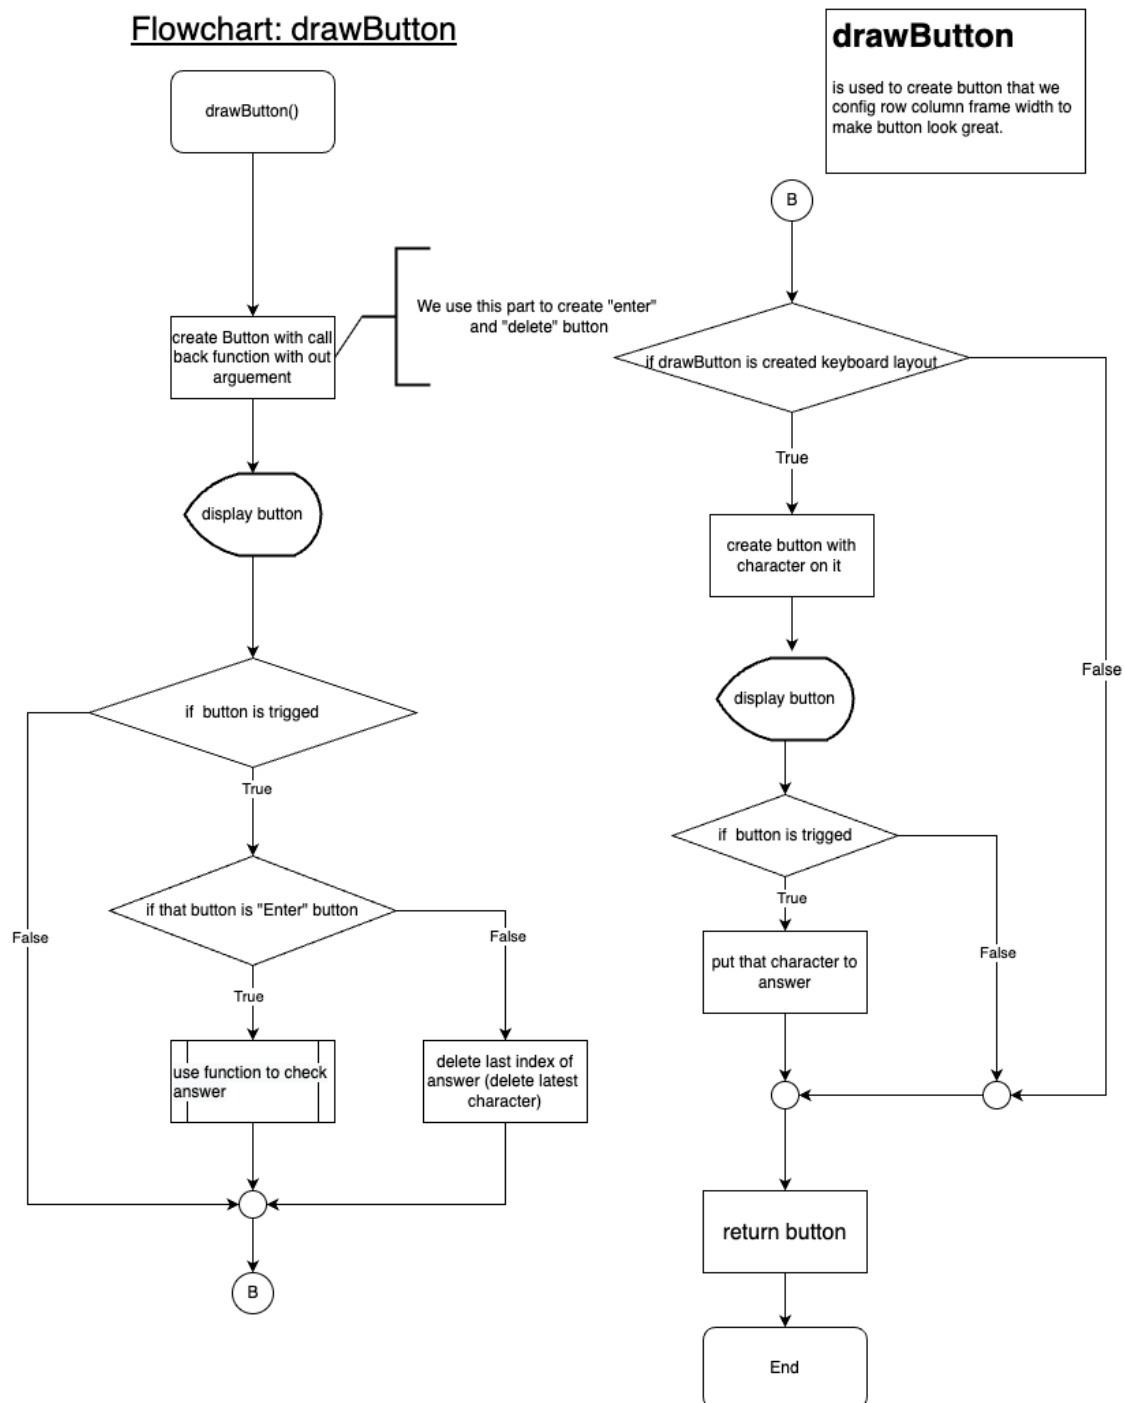 Flowchart: drawButton
drawButton()
create Button with call
back function with out
arguement
We use this part to create "enter"
and "delete" button
display button
if button is trigged
True
False
if that button is "Enter" button
True
False
use function to check
answer
delete last index of
answer (delete latest
character)
B
drawButton
is used to create button that we
config row column frame width to
make button look great.
B
if drawButton is created keyboard layout
True
False
create button with
character on it
display button
if button is trigged
True
False
put that character to
answer
return button
End